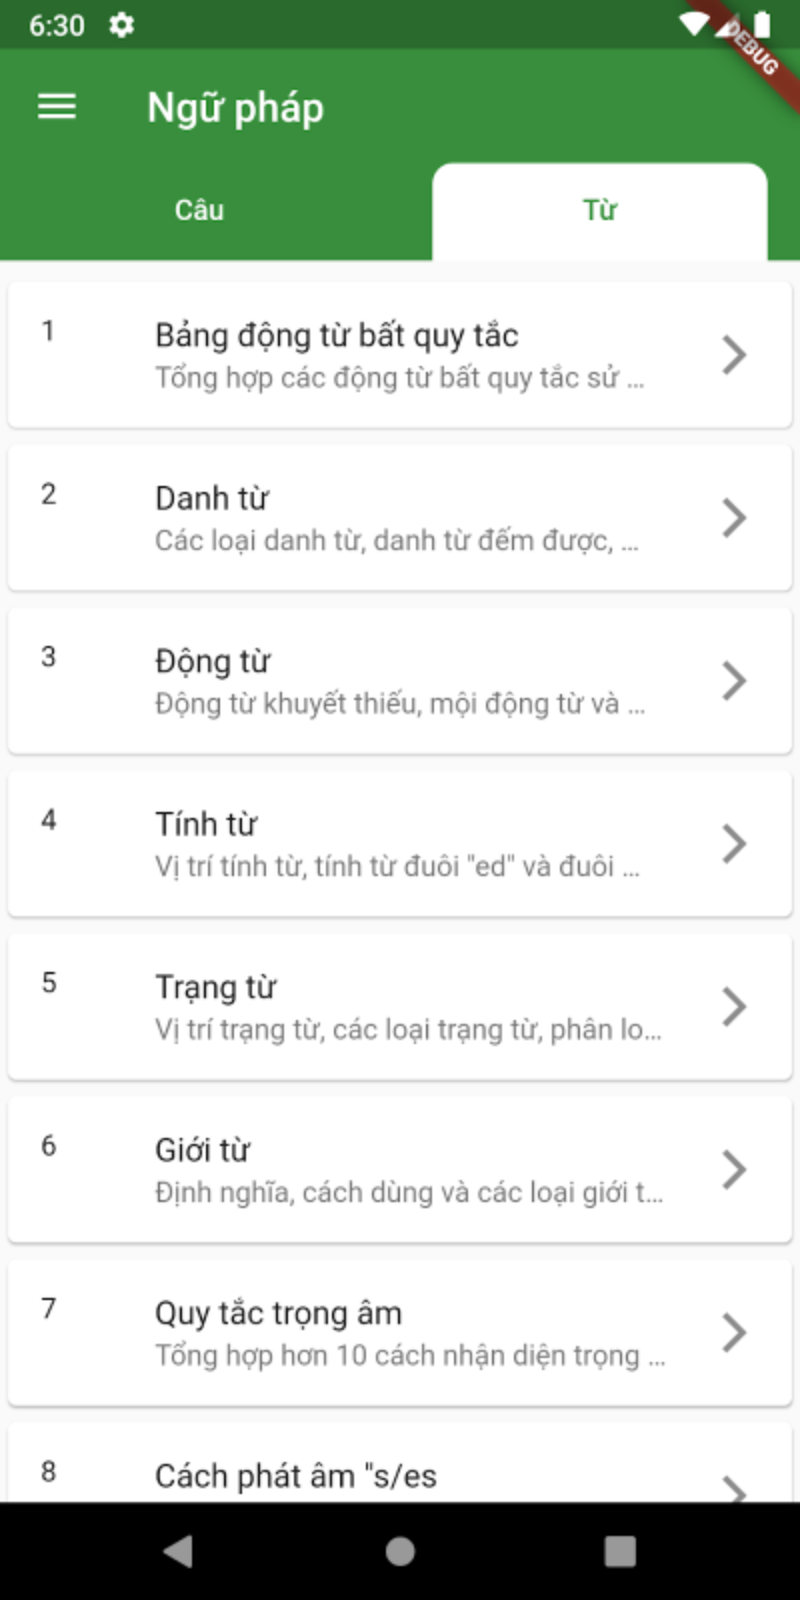 6:30
DEBUG
Ngữ pháp
Câu
Từ
1
Bảng động từ bất quy tắc
Tổng hợp các động từ bất quy tắc sử ...
2
Danh từ
Các loại danh từ, danh từ đếm được, ...
3
Động từ
Động từ khuyết thiếu, mội động từ và ...
4
Tính từ
Vị trí tính từ, tính từ đuôi "ed" và đuôi ...
5
Trạng từ
Vị trí trạng từ, các loại trạng từ, phân lo...
6
Giới từ
Định nghĩa, cách dùng và các loại giới t...
7
Quy tắc trọng âm
Tổng hợp hơn 10 cách nhận diện trọng ...
8
Cách phát âm "s/es